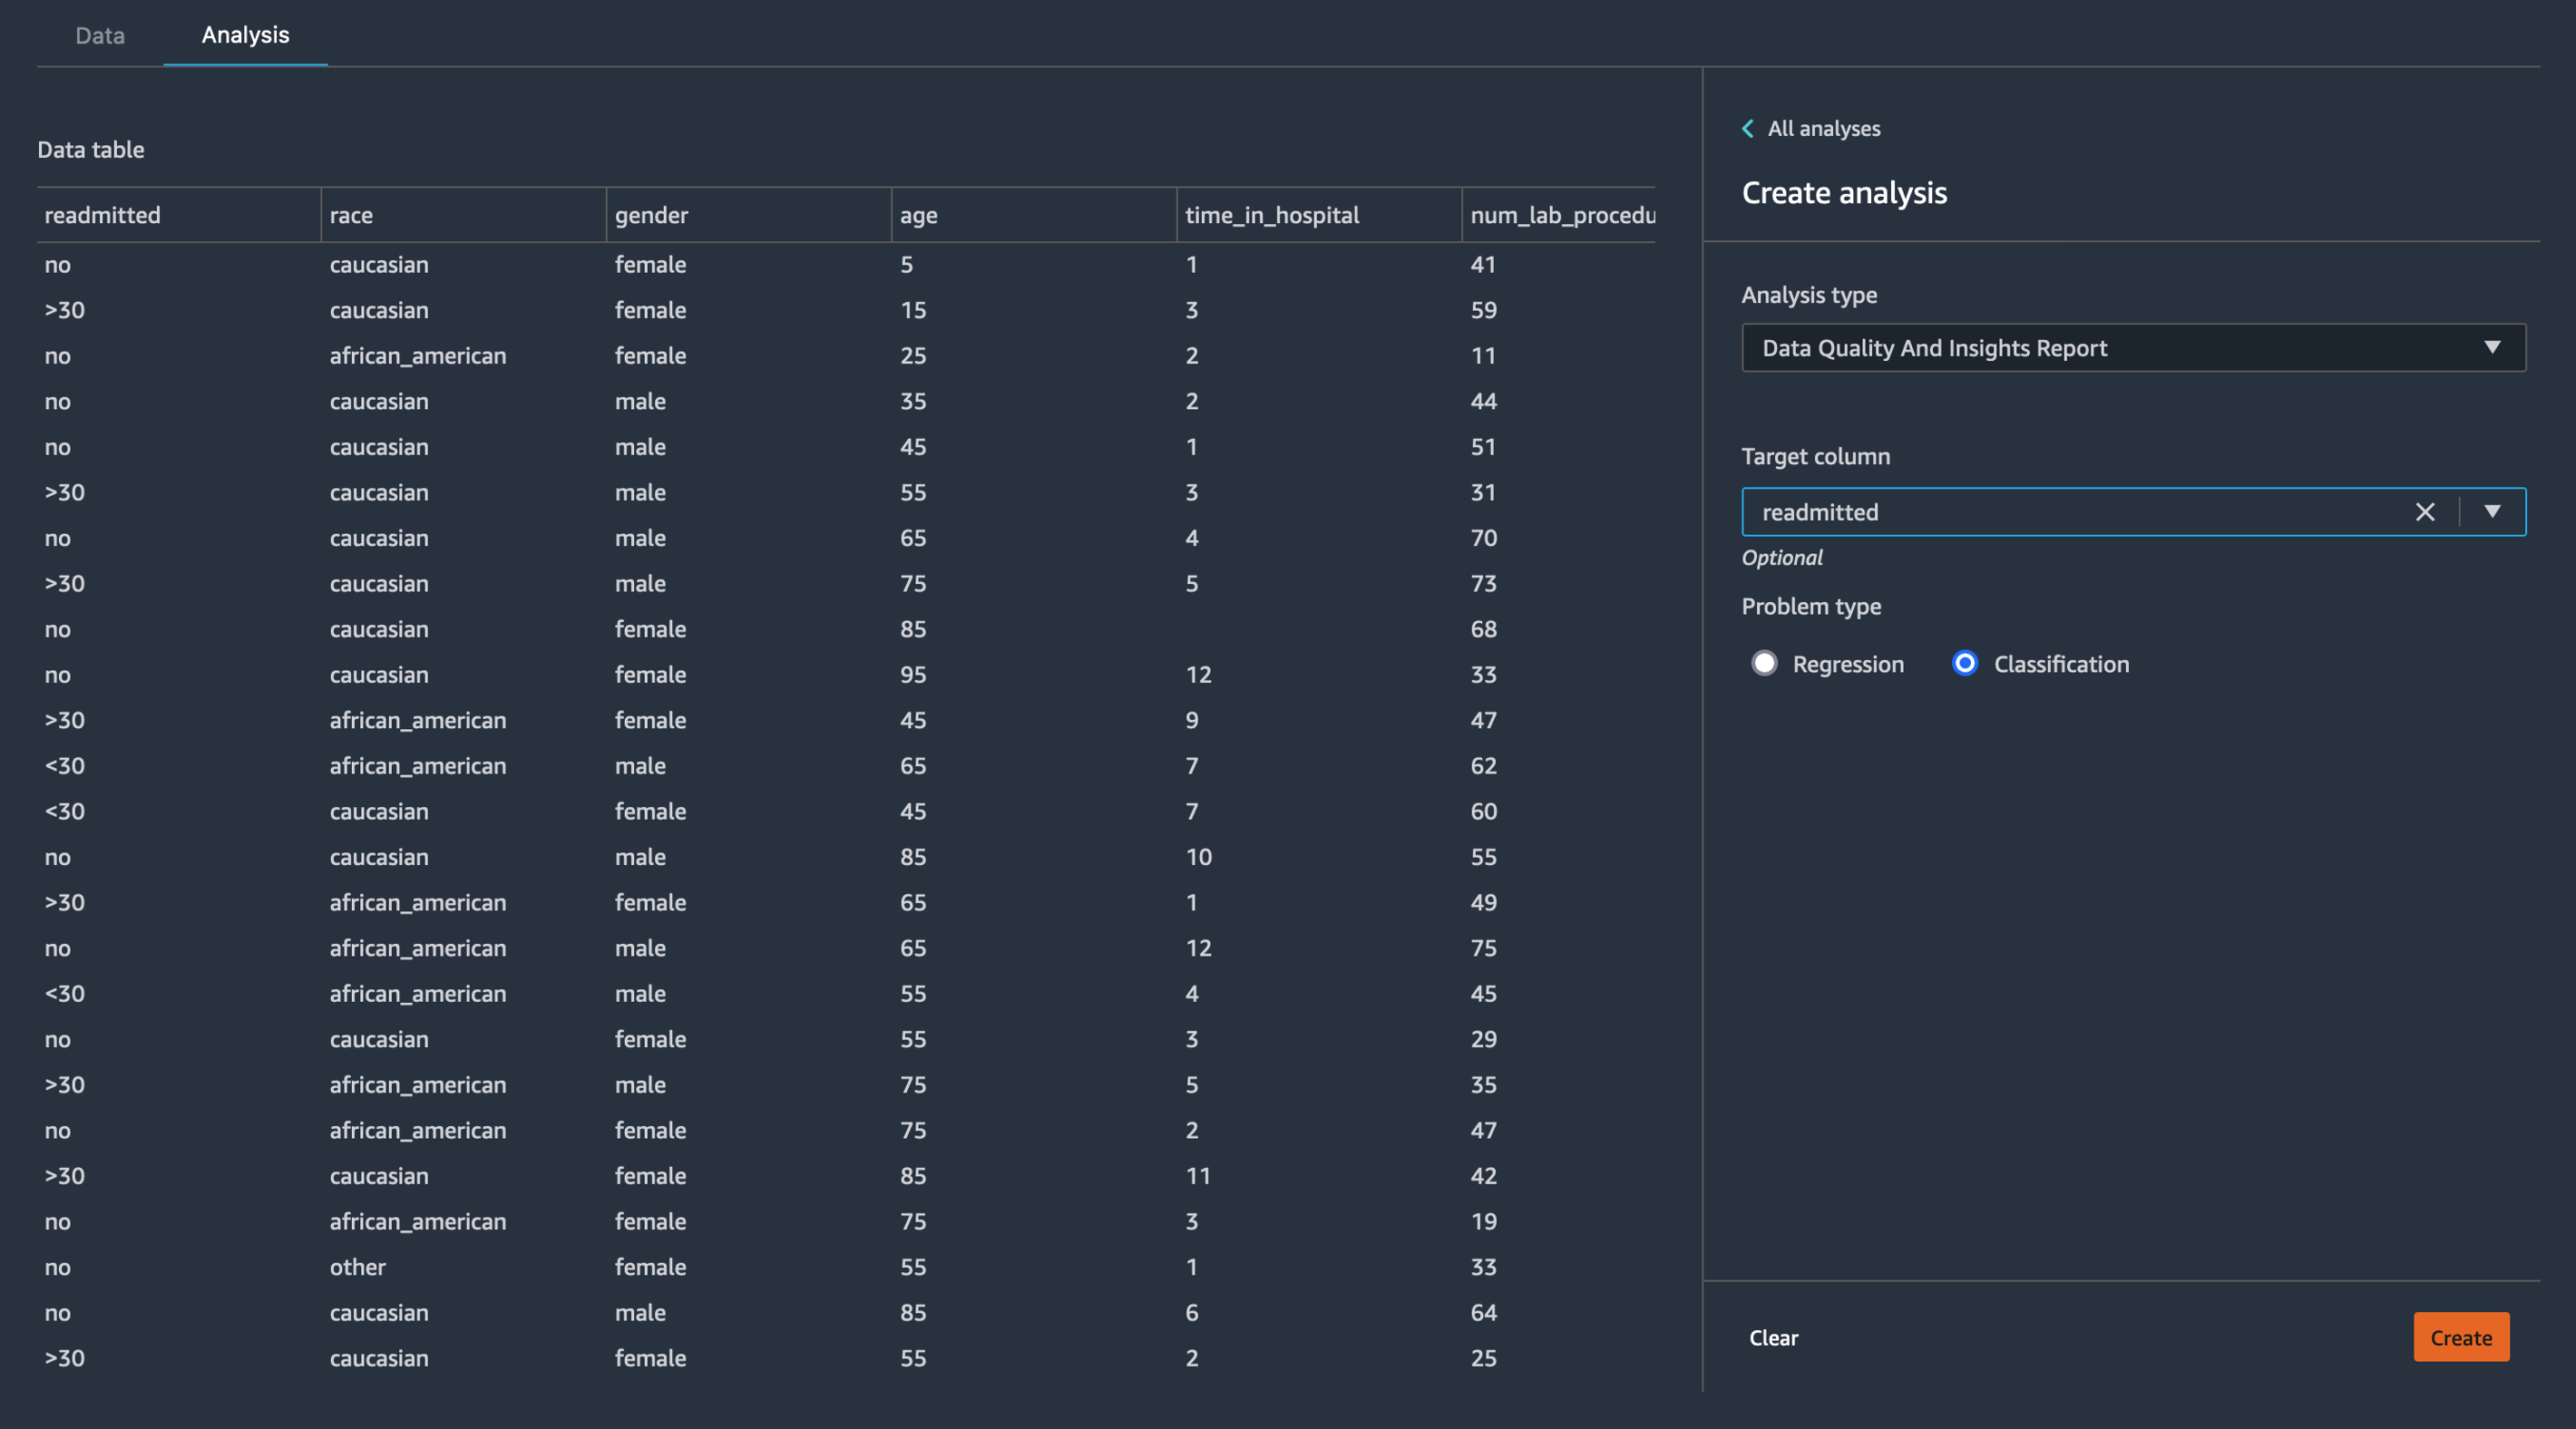 Data Analysis
Data table
readmitted race gender age time_in_hospital num_lab_procedu
no caucasian female 5 1 41
>30 caucasian female 15 3 59
no african_american female 25 2 11
no caucasian male 35 2 44
no caucasian male 45 1 51
>30 caucasian male 55 3 31
no caucasian male 65 4 70
>30 caucasian male 75 5 73
no caucasian female 85 68
no caucasian female 95 12 33
>30 african_american female 45 9 47
<30 african_american male 65 7 62
<30 caucasian female 45 7 60
no caucasian male 85 10 55
>30 african_american female 65 1 49
no african_american male 65 12 75
<30 african_american male 55 4 45
no caucasian female 55 3 29
>30 african_american male 75 5 35
no african_american female 75 2 47
>30 caucasian female 85 11 42
no african_american female 75 3 19
no other female 55 1 33
no caucasian male 85 6 64
>30 caucasian female 55 2 25
All analyses
Create analysis
Analysis type
Data Quality And Insights Report
Target column
readmitted
Optional
Problem type
Regression Classification
Clear Create